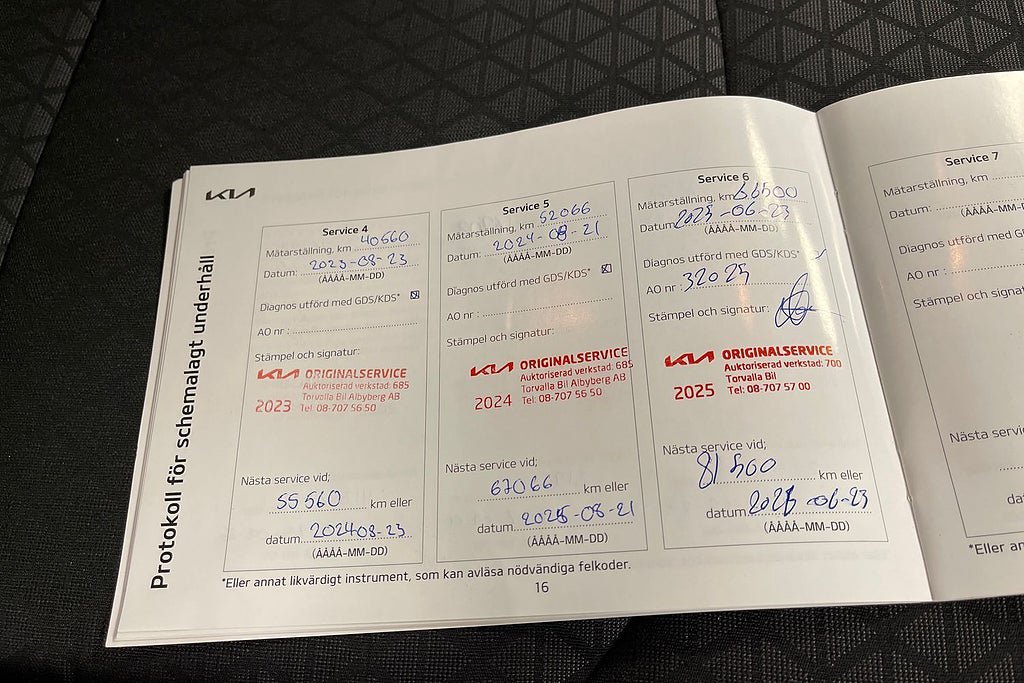 KIA
Protokoll för schemalagt underhåll
Service 4
Mätarställning, km 40560
Datum: 2023-08-23
(ÅÅÅÅ-MM-DD)
Diagnos utförd med GDS/KDS*
AO nr :
Stämpel och signatur:
KIA ORIGINALSERVICE
Auktoriserad verkstad: 685
Torvalla Bil Albyberg AB
2023 Tel: 08-707 56 50
Nästa service vid;
55560 km eller
datum 202408-23
(ÅÅÅÅ-MM-DD)
Service 5
Mätarställning, km 52066
Datum: 2024-08-21
(ÅÅÅÅ-MM-DD)
Diagnos utförd med GDS/KDS*
AO nr :
Stämpel och signatur:
KIA ORIGINALSERVICE
Auktoriserad verkstad: 685
Torvalla Bil Albyberg AB
2024 Tel: 08-707 56 50
Nästa service vid;
67066 km eller
datum 2025-08-21
(ÅÅÅÅ-MM-DD)
Service 6
Mätarställning, km 66500
Datum: 2025-06-23
(ÅÅÅÅ-MM-DD)
Diagnos utförd med GDS/KDS*
AO nr : 32025
Stämpel och signatur:
KIA ORIGINALSERVICE
Auktoriserad verkstad: 700
Torvalla Bil
2025 Tel: 08-707 57 00
Nästa service vid;
81500 km eller
datum -06-23
(ÅÅÅÅ-MM-DD)
*Eller annat likvärdigt instrument, som kan avläsa nödvändiga felkoder.
16
Service 7
Mätarställning, km
Datum:
(ÅÅÅÅ-MM-D
Diagnos utförd med G
AO nr :
Stämpel och signatu
Nästa servi
da
*Eller an